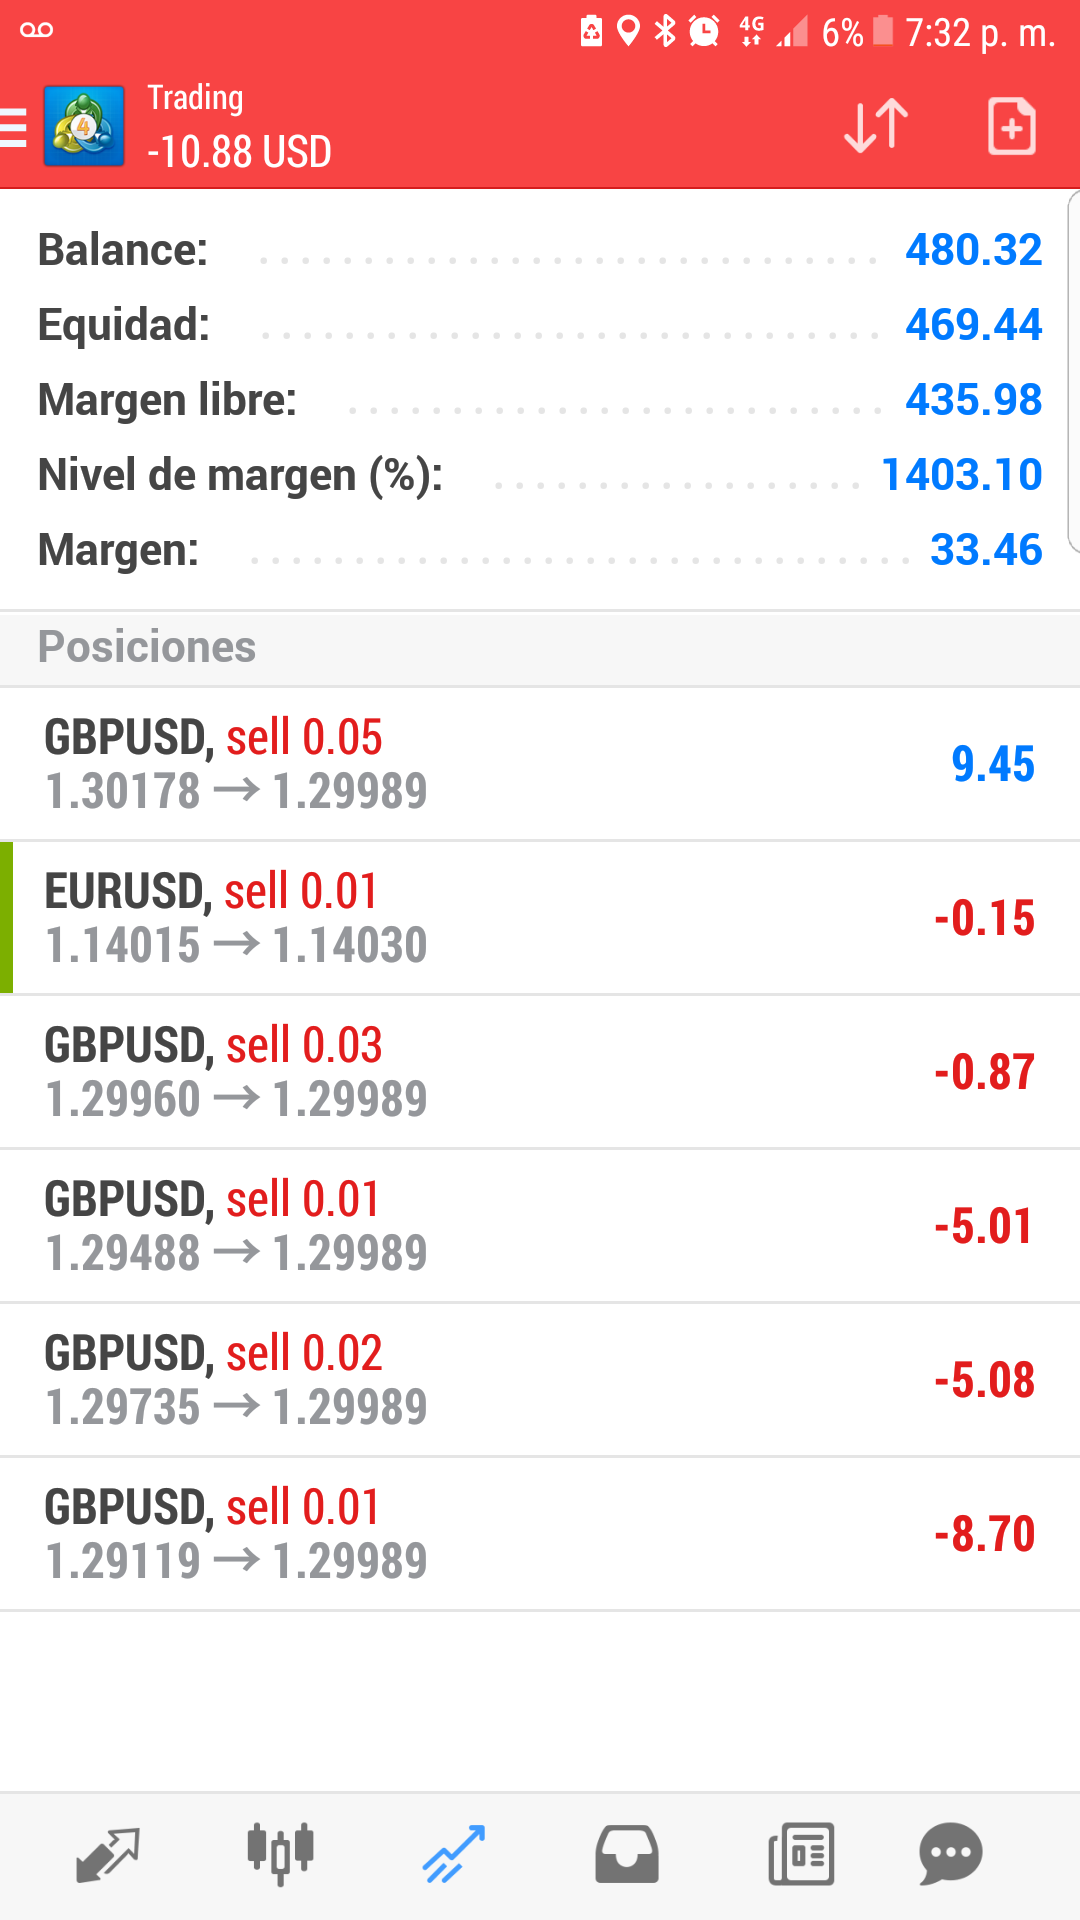 4G 6% 7:32 p. m.
4
Trading
-10.88 USD
Balance: 480.32
Equidad: 469.44
Margen libre: 435.98
Nivel de margen (%): 1403.10
Margen: 33.46
Posiciones
GBPUSD, sell 0.05
1.30178 → 1.29989
9.45
EURUSD, sell 0.01
1.14015 → 1.14030
-0.15
GBPUSD, sell 0.03
1.29960 → 1.29989
-0.87
GBPUSD, sell 0.01
1.29488 → 1.29989
-5.01
GBPUSD, sell 0.02
1.29735 → 1.29989
-5.08
GBPUSD, sell 0.01
1.29119 → 1.29989
-8.70